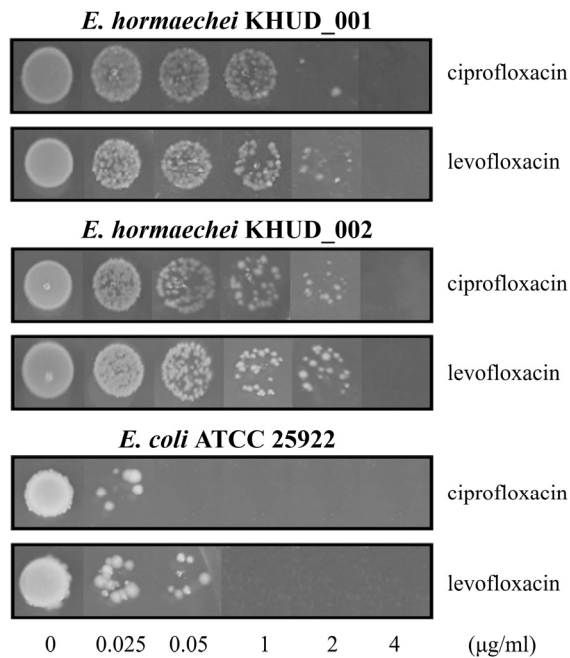 E. hormaechei KHUD_001
ciprofloxacin
levofloxacin
E. hormaechei KHUD_002
ciprofloxacin
levofloxacin
E. coli ATCC 25922
ciprofloxacin
levofloxacin
0 0.025 0.05 1 2 4 (μg/ml)